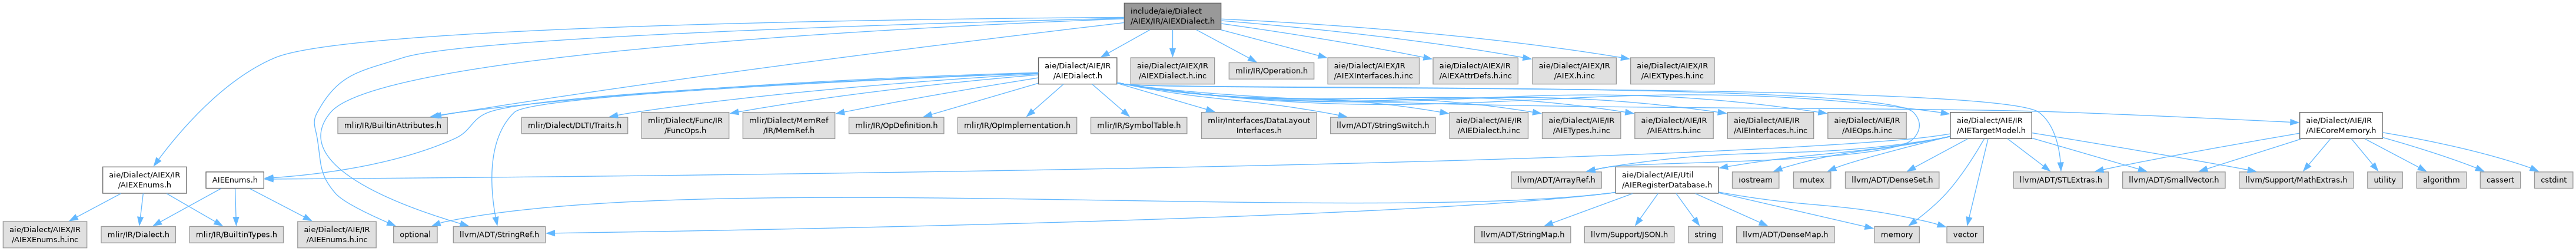 include/aie/Dialect
/AIEX/IR/AIEXDialect.h
aie/Dialect/AIE/IR
/AIEDialect.h
aie/Dialect/AIEX/IR
/AIEXDialect.h.inc
mlir/IR/Operation.h
aie/Dialect/AIEX/IR
/AIEXInterfaces.h.inc
aie/Dialect/AIEX/IR
/AIEXAttrDefs.h.inc
aie/Dialect/AIEX/IR
/AIEX.h.inc
aie/Dialect/AIEX/IR
/AIEXTypes.h.inc
mlir/IR/BuiltinAttributes.h
mlir/Dialect/DLTI/Traits.h
mlir/Dialect/Func/IR
/FuncOps.h
mlir/Dialect/MemRef
/IR/MemRef.h
mlir/IR/OpDefinition.h
mlir/IR/OpImplementation.h
mlir/IR/SymbolTable.h
mlir/Interfaces/DataLayout
Interfaces.h
llvm/ADT/StringSwitch.h
aie/Dialect/AIE/IR
/AIEDialect.h.inc
aie/Dialect/AIE/IR
/AIETypes.h.inc
aie/Dialect/AIE/IR
/AIEAttrs.h.inc
aie/Dialect/AIE/IR
/AIEInterfaces.h.inc
aie/Dialect/AIE/IR
/AIEOps.h.inc
aie/Dialect/AIE/IR
/AIETargetModel.h
aie/Dialect/AIE/IR
/AIECoreMemory.h
aie/Dialect/AIEX/IR
/AIEXEnums.h
AIEEnums.h
llvm/ADT/ArrayRef.h
aie/Dialect/AIE/Util
/AIERegisterDatabase.h
iostream
mutex
llvm/ADT/DenseSet.h
llvm/ADT/STLExtras.h
llvm/ADT/SmallVector.h
llvm/Support/MathExtras.h
utility
algorithm
cassert
cstdint
aie/Dialect/AIEX/IR
/AIEXEnums.h.inc
mlir/IR/Dialect.h
mlir/IR/BuiltinTypes.h
aie/Dialect/AIE/IR
/AIEEnums.h.inc
optional
llvm/ADT/StringRef.h
llvm/ADT/StringMap.h
llvm/Support/JSON.h
string
llvm/ADT/DenseMap.h
memory
vector